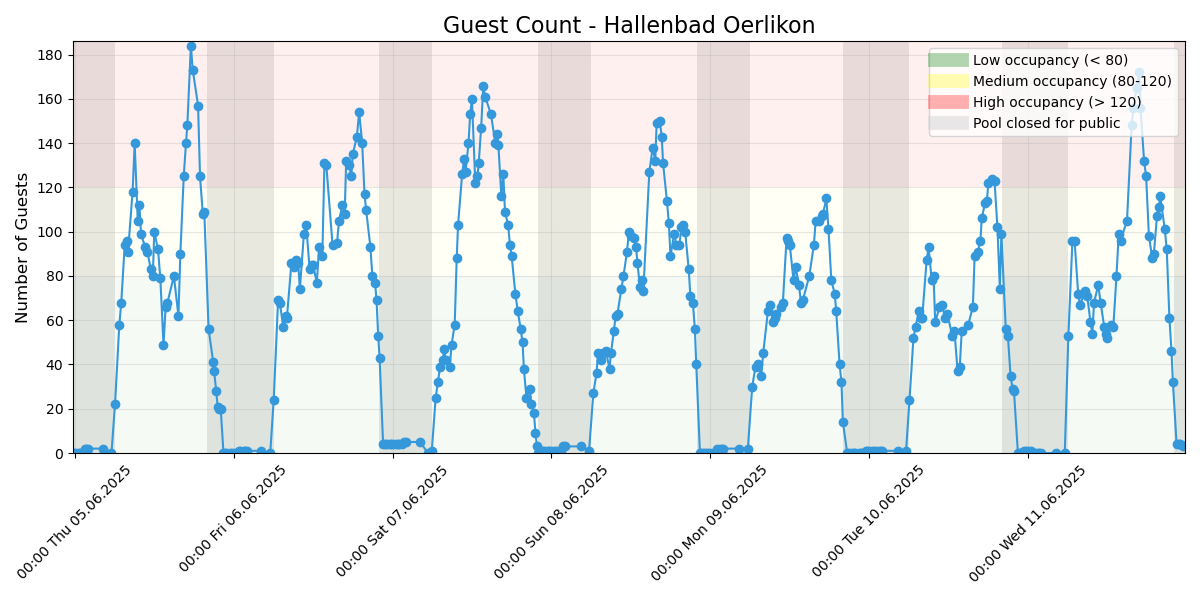 Guest Count - Hallenbad Oerlikon
Low occupancy (< 80)
Medium occupancy (80-120)
High occupancy (> 120)
Pool closed for public
Number of Guests
180
160
140
120
100
80
60
40
20
0
00:00 Thu 05.06.2025
00:00 Fri 06.06.2025
00:00 Sat 07.06.2025
00:00 Sun 08.06.2025
00:00 Mon 09.06.2025
00:00 Tue 10.06.2025
00:00 Wed 11.06.2025